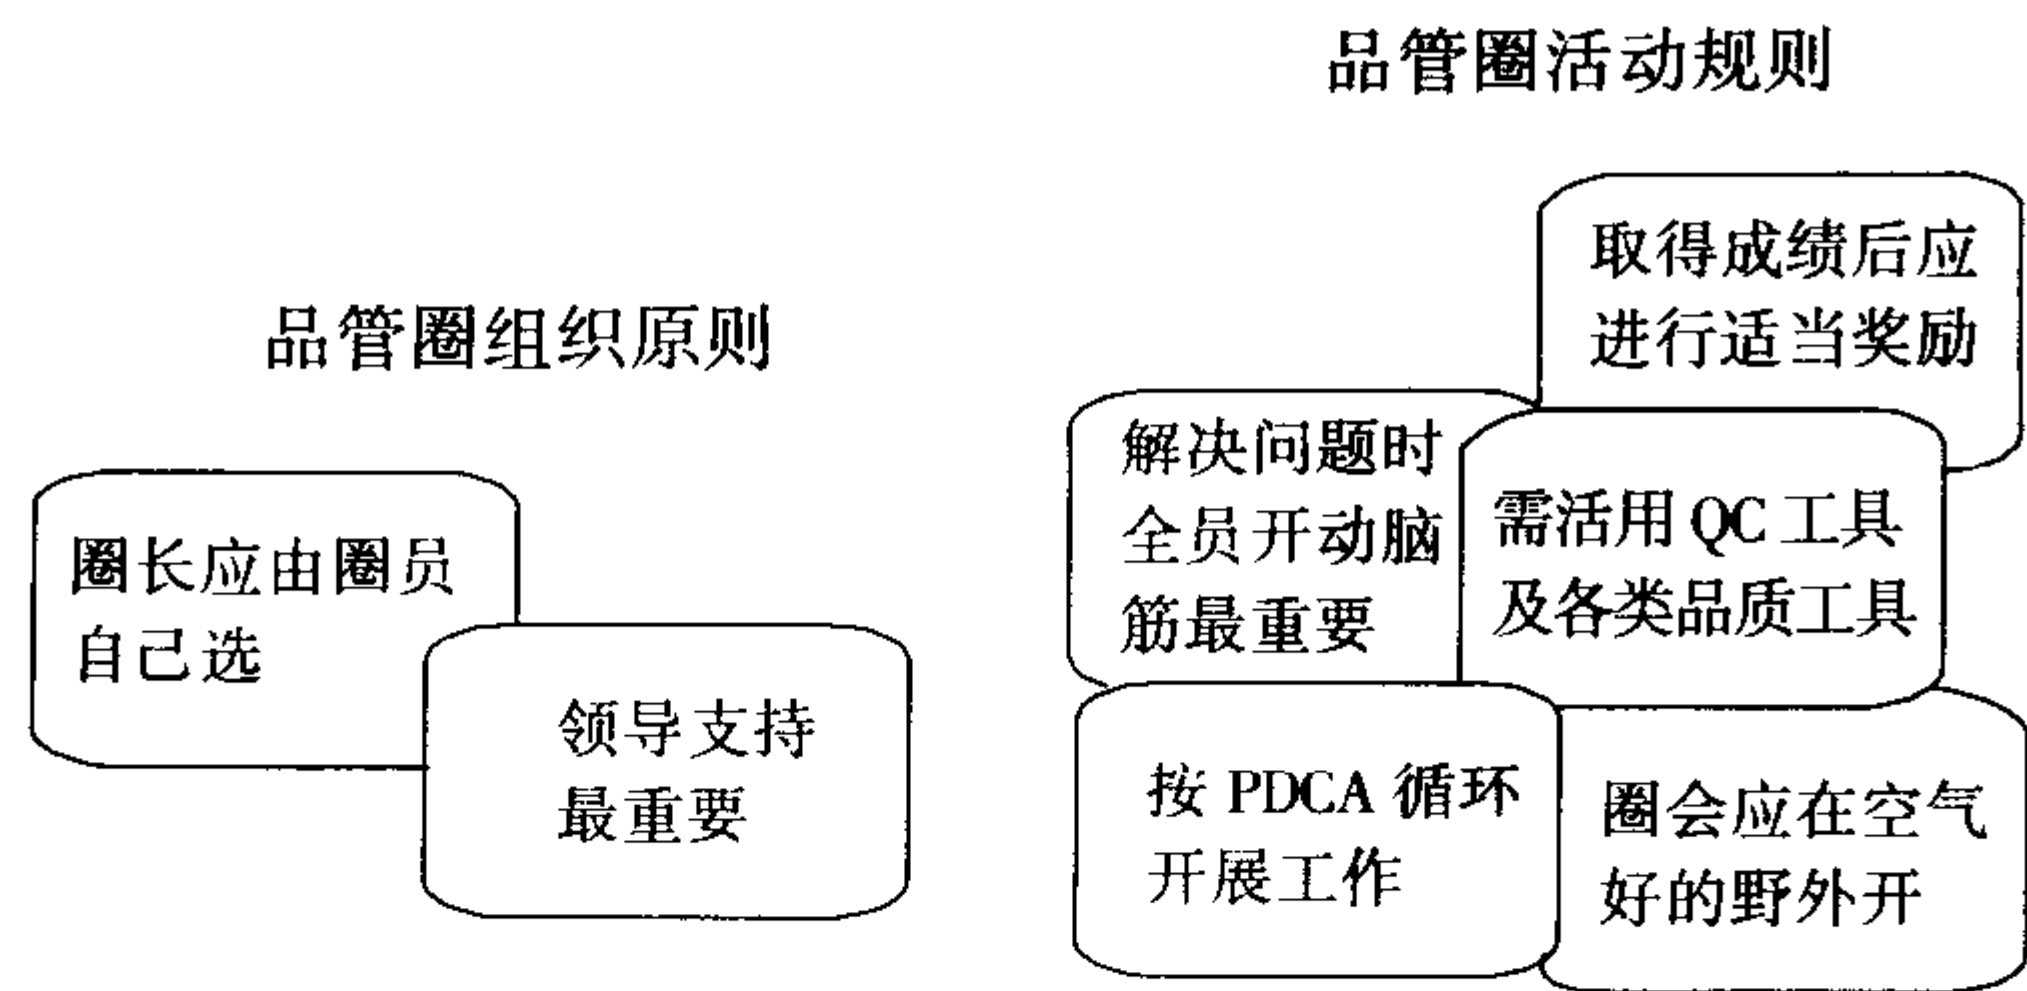 品管圈组织原则
圈长应由圈员
自己选
领导支持
最重要
品管圈活动规则
取得成绩后应
进行适当奖励
解决问题时
全员开动脑
筋最重要
需活用 QC 工具
及各类品质工具
按 PDCA 循环
开展工作
圈会应在空气
好的野外开